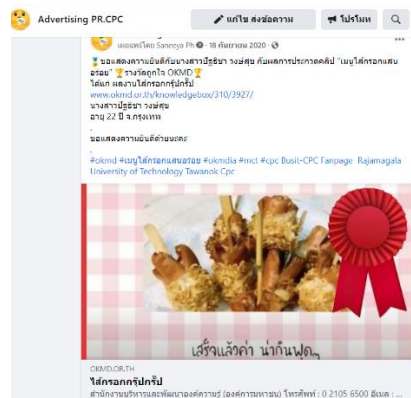 Advertising PR.CPC
แก้ไข ส่งข้อความ
โปรโมท
เผยแพร่โดย Saneeya Ph · 18 กันยายน 2020 ·
🏅ขอแสดงความยินดีกับนางสาวปัฐธิชา วงษ์สุข กับผลการประกวดคลิป "เมนูไส้กรอกแสนอร่อย" 🏆รางวัลถูกใจ OKMD🏆
ได้แก่ ผลงานไส้กรอกกรุ๊ปกรั๊ป
www.okmd.or.th/knowledgebox/310/3927/
นางสาวปัฐธิชา วงษ์สุข
อายุ 22 ปี จ.กรุงเทพ
.
ขอแสดงความยินดีด้วยนะคะ
.
#okmd #เมนูไส้กรอกแสนอร่อย #okmdia #mct #cpc Busit-CPC Fanpage Rajamagala
University of Technology Tawanok Cpc
เสร็จแล้วค่า น่ากินฟุดๆ
OKMD.OR.TH
ไส้กรอกกรุ๊ปกรั๊ป
สำนักงานบริหารและพัฒนาองค์ความรู้ (องค์การมหาชน) โทรศัพท์ : 0 2105 6500 อีเมล : ...